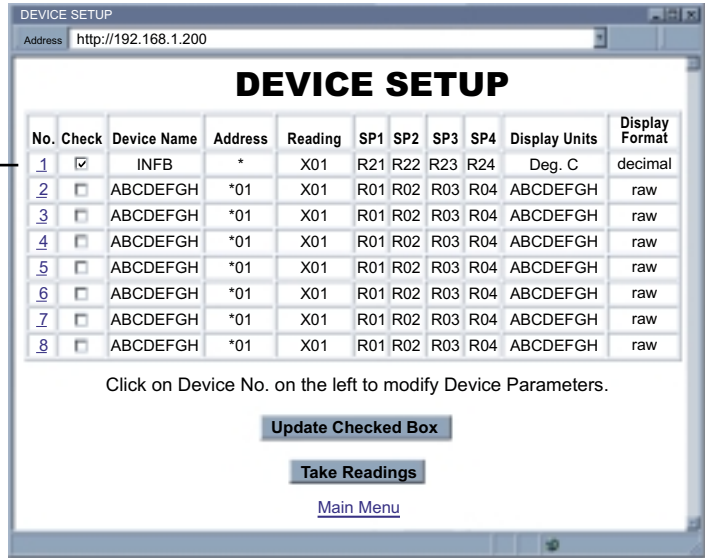 DEVICE SETUP
Address http://192.168.1.200
DEVICE SETUP
No. Check Device Name Address Reading SP1 SP2 SP3 SP4 Display Units Display Format
1 INFB * X01 R21 R22 R23 R24 Deg. C decimal
2 ABCDEFGH *01 X01 R01 R02 R03 R04 ABCDEFGH raw
3 ABCDEFGH *01 X01 R01 R02 R03 R04 ABCDEFGH raw
4 ABCDEFGH *01 X01 R01 R02 R03 R04 ABCDEFGH raw
5 ABCDEFGH *01 X01 R01 R02 R03 R04 ABCDEFGH raw
6 ABCDEFGH *01 X01 R01 R02 R03 R04 ABCDEFGH raw
7 ABCDEFGH *01 X01 R01 R02 R03 R04 ABCDEFGH raw
8 ABCDEFGH *01 X01 R01 R02 R03 R04 ABCDEFGH raw
Click on Device No. on the left to modify Device Parameters.
Update Checked Box
Take Readings
Main Menu